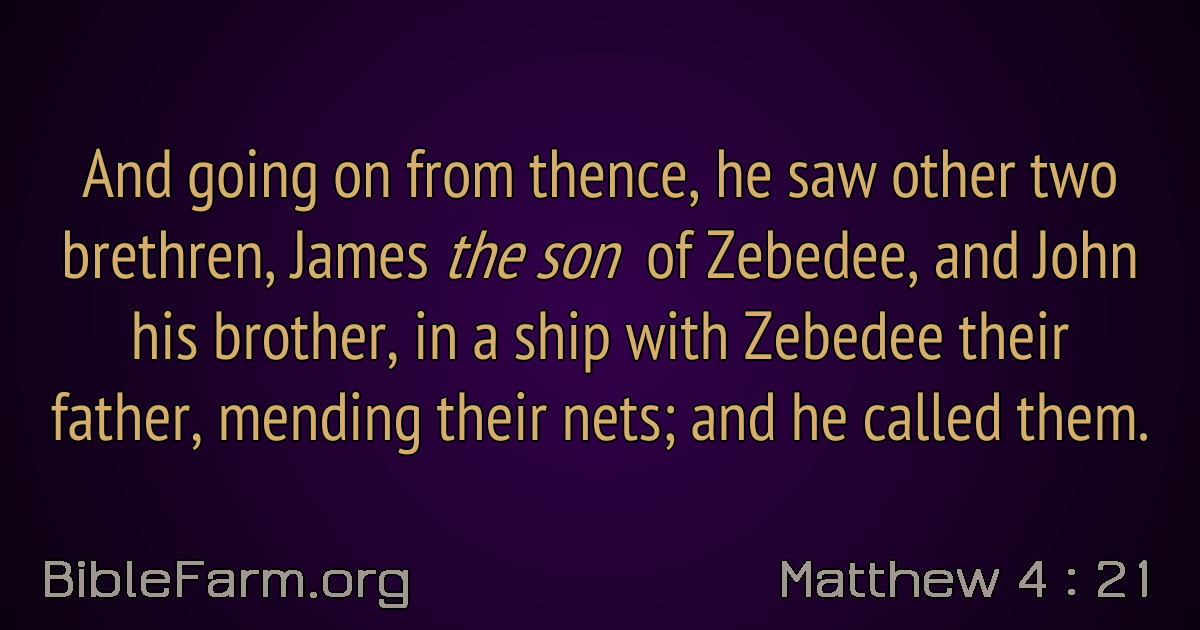 And going on from thence, he saw other two
brethren, James the son of Zebedee, and John
his brother, in a ship with Zebedee their
father, mending their nets; and he called them.
BibleFarm.org
Matthew 4 : 21